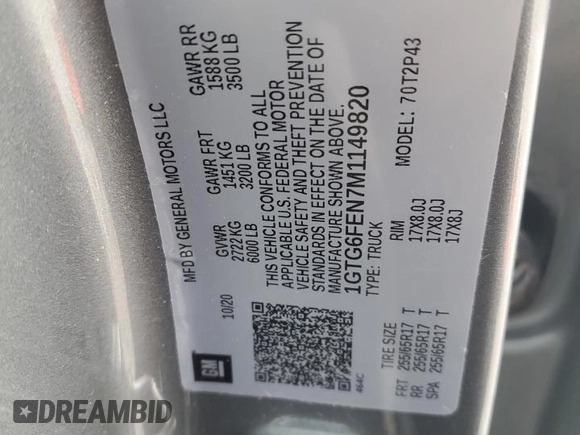 MFD BY GENERAL MOTORS LLC
10/20
GVWR
2722 KG
6000 LB
GAWR FRT
1451 KG
3200 LB
GAWR RR
1588 KG
3500 LB
THIS VEHICLE CONFORMS TO ALL
APPLICABLE U.S. FEDERAL MOTOR
VEHICLE SAFETY AND THEFT PREVENTION
STANDARDS IN EFFECT ON THE DATE OF
MANUFACTURE SHOWN ABOVE.
1GTG6FEN7M1149820
TYPE: TRUCK
MODEL: 70T2P43
TIRE SIZE
RIM
FRT 255/65R17 T 17X8.0J
RR 255/65R17 T 17X8.0J
SPA 255/65R17 T 17X8J
GM
464C
DREAMBID